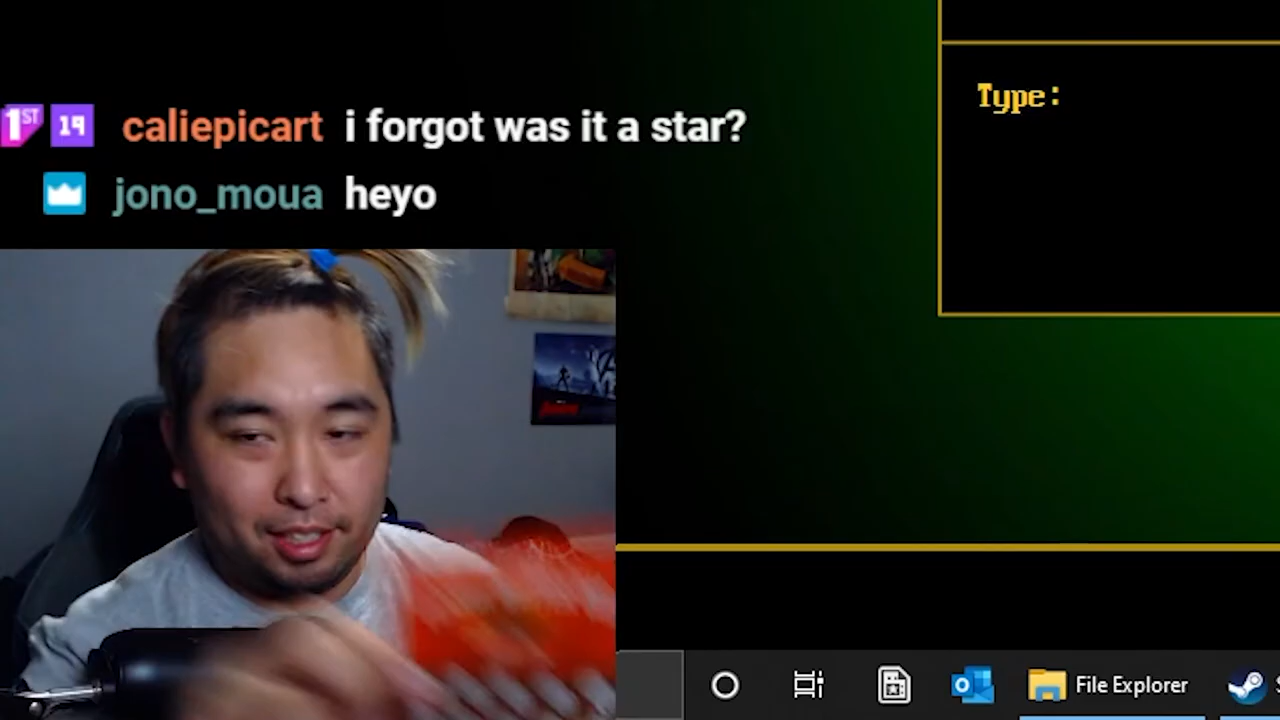 1ST 19 caliepicart i forgot was it a star?
jono_moua heyo
Type:
File Explorer